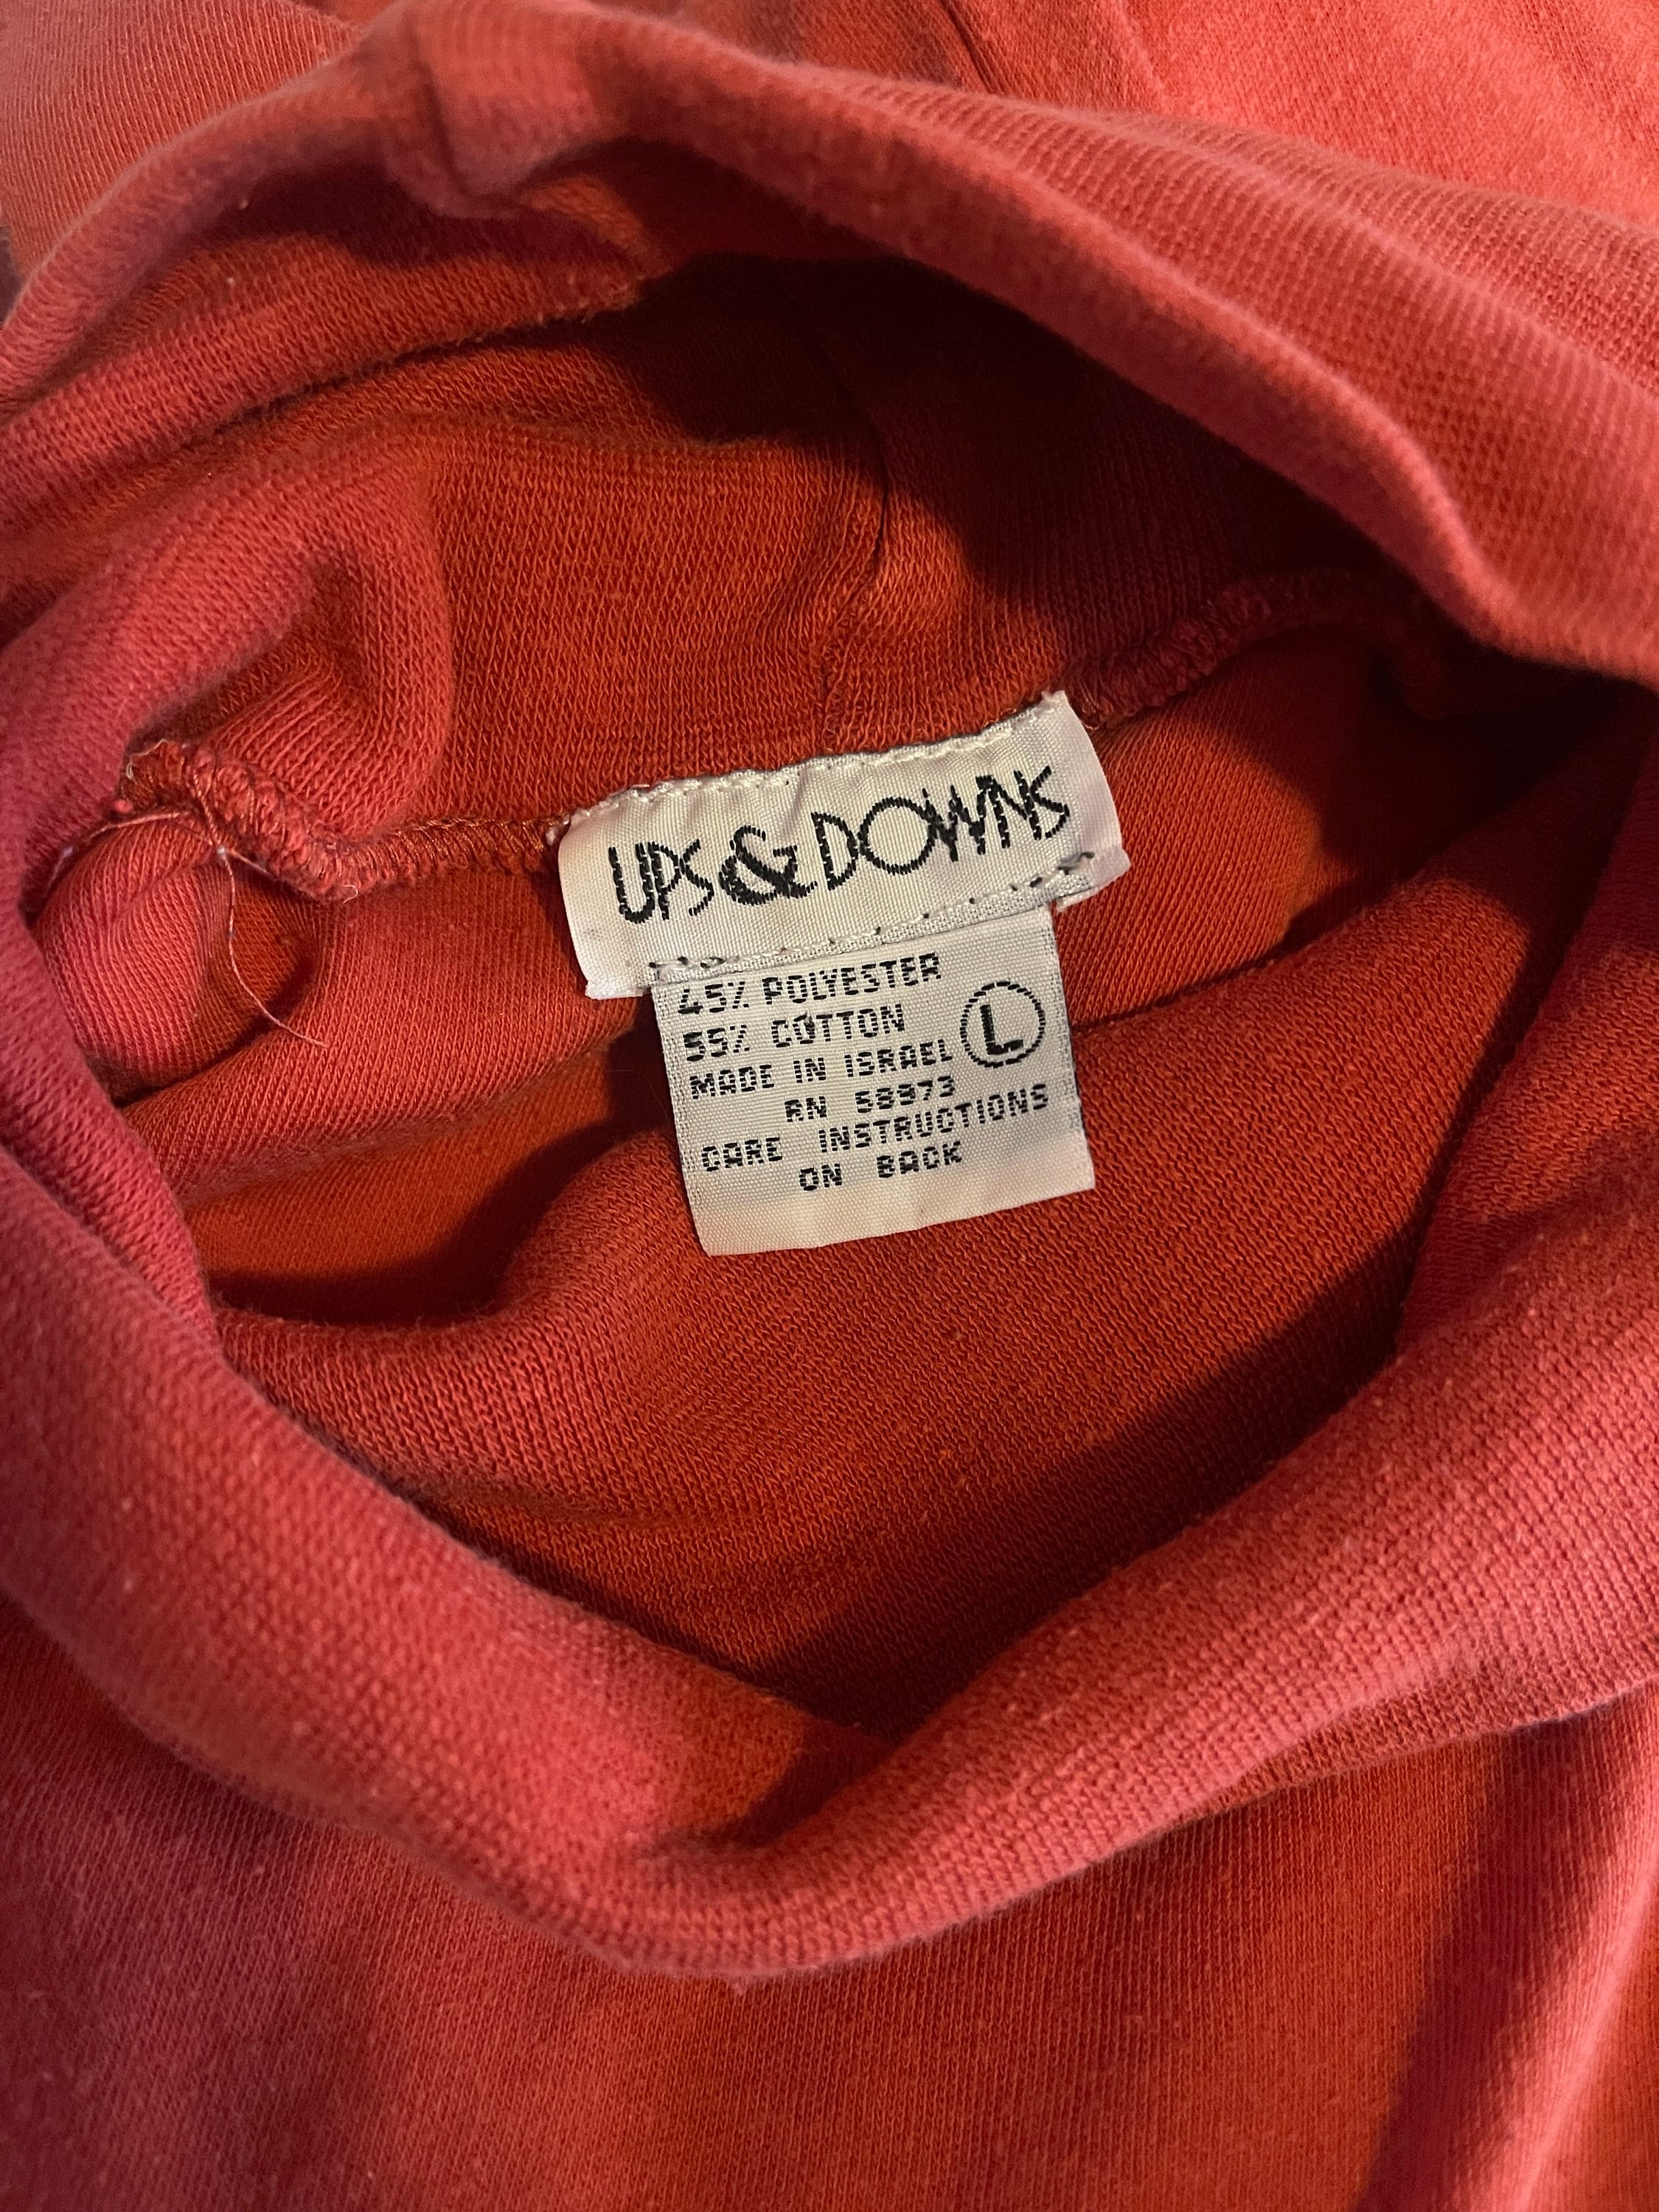 UPS & DOWNS
45% POLYESTER
55% COTTON
L
MADE IN ISRAEL
RN 58973
CARE INSTRUCTIONS
ON BACK